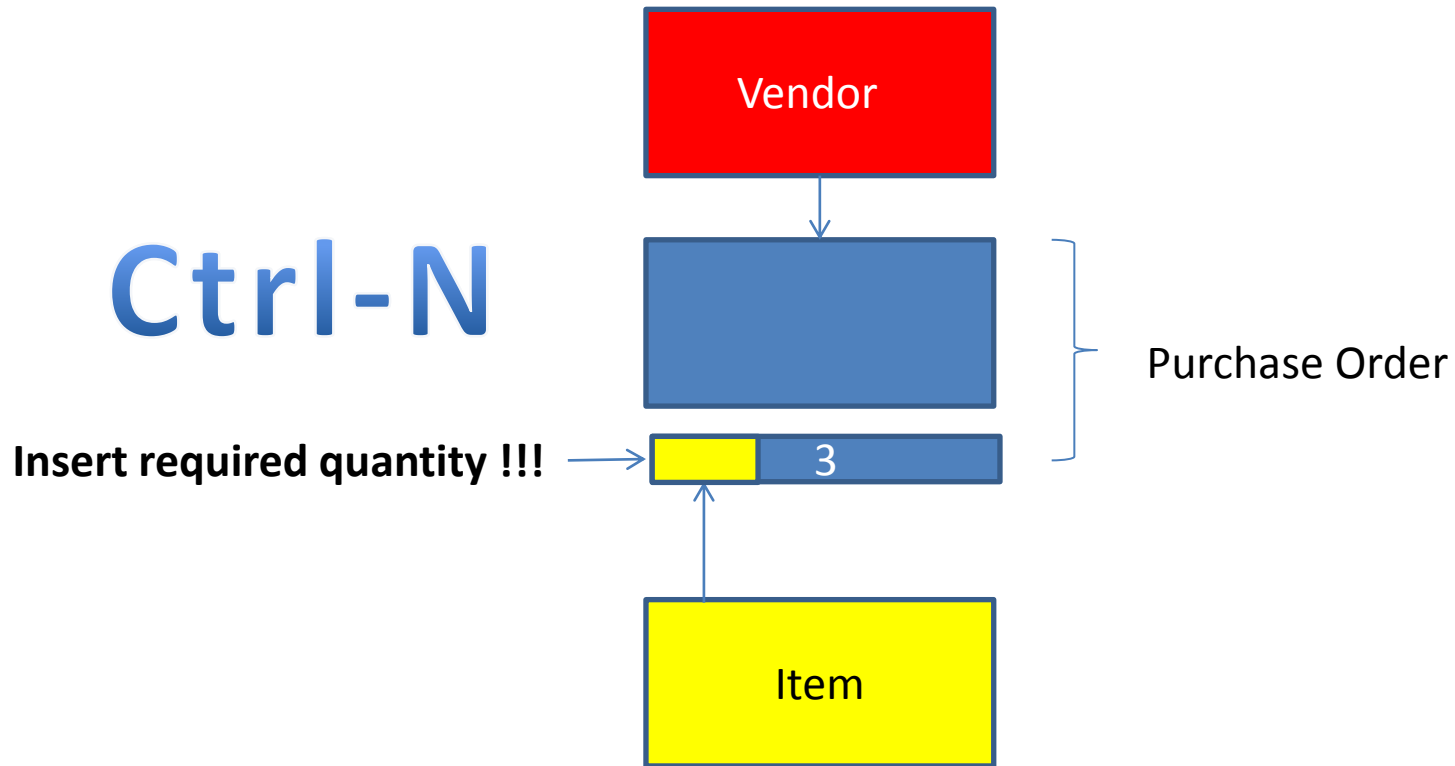 Vendor
Ctrl-N
Purchase Order
Insert required quantity !!!
3
Item